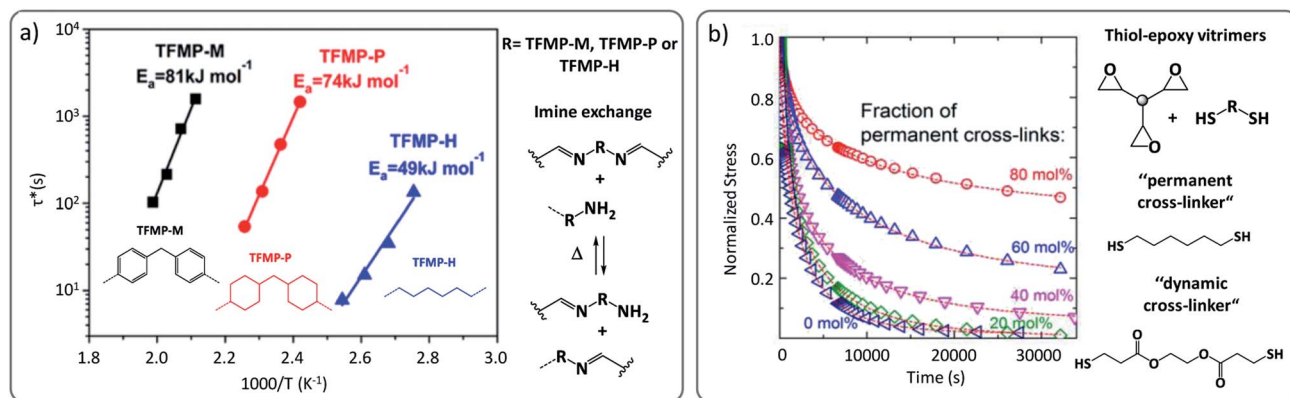 a)
TFMP-M
Eₐ=81kJ mol⁻¹
TFMP-P
Eₐ=74kJ mol⁻¹
TFMP-H
Eₐ=49kJ mol⁻¹
τ*(s)
10⁴
10³
10²
10¹
TFMP-M
TFMP-P
TFMP-H
1.8
2.0
2.2
2.4
2.6
2.8
3.0
1000/T (K⁻¹)
R= TFMP-M, TFMP-P or
TFMP-H
Imine exchange
N R N
+
R NH₂
Δ
N R NH₂
+
R N
b)
Normalized Stress
1.0
0.8
0.6
0.4
0.2
Fraction of
permanent cross-links:
80 mol%
60 mol%
40 mol%
20 mol%
0 mol%
0
10000
20000
30000
Time (s)
Thiol-epoxy vitrimers
O O
O
+ HS R SH
"permanent
cross-linker"
HS SH
"dynamic
cross-linker"
HS O O O O SH